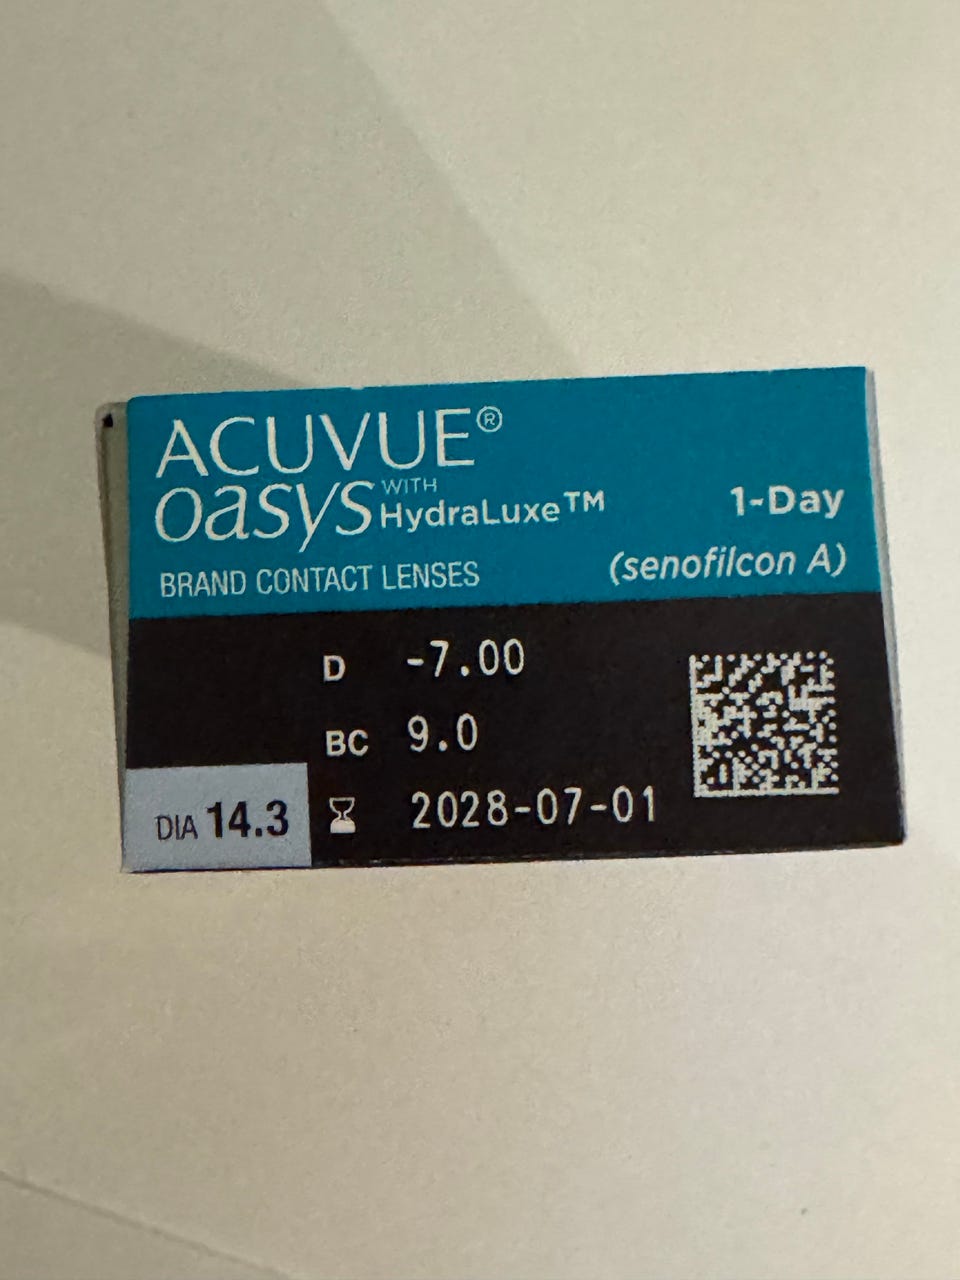 ACUVUE®
oasys WITH HydraLuxe™ 1-Day
BRAND CONTACT LENSES (senofilcon A)
D -7.00
BC 9.0
DIA 14.3
2028-07-01